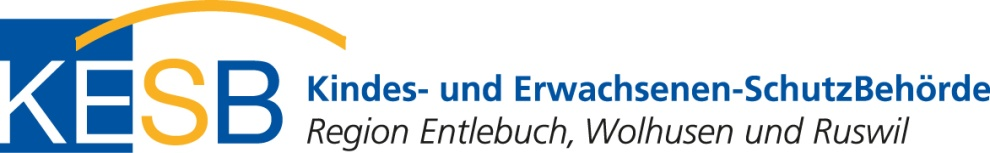 KESB
Kindes- und Erwachsenen-SchutzBehörde
Region Entlebuch, Wolhusen und Ruswil